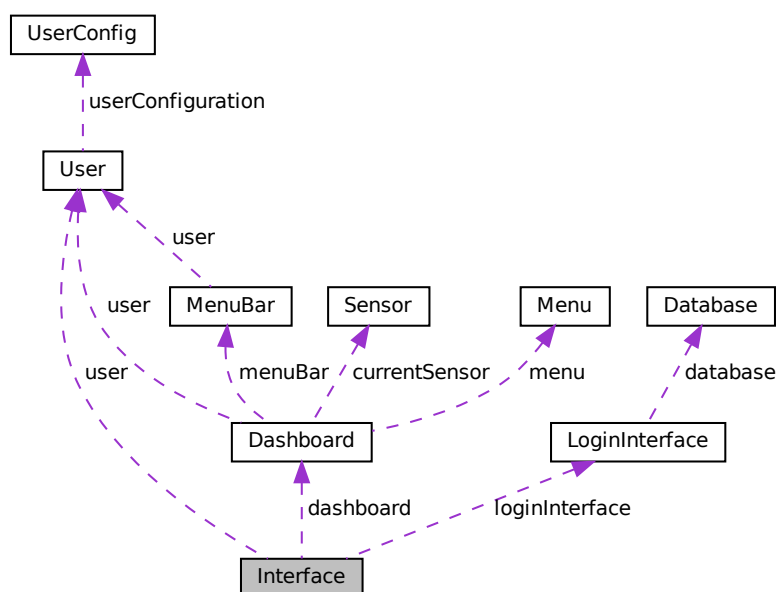 UserConfig
userConfiguration
User
user
MenuBar
Sensor
Menu
Database
user
user
menuBar
currentSensor
menu
database
Dashboard
LoginInterface
dashboard
loginInterface
Interface